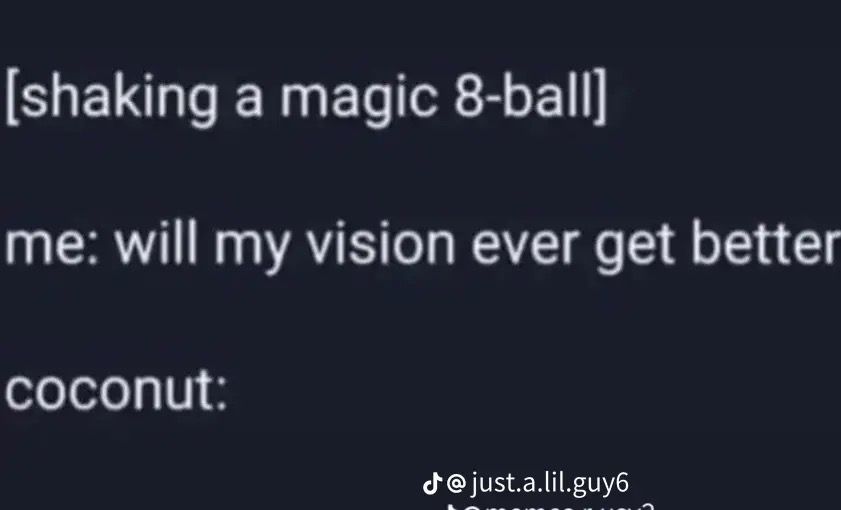 [shaking a magic 8-ball]
me: will my vision ever get better
coconut:
@just.a.lil.guy6